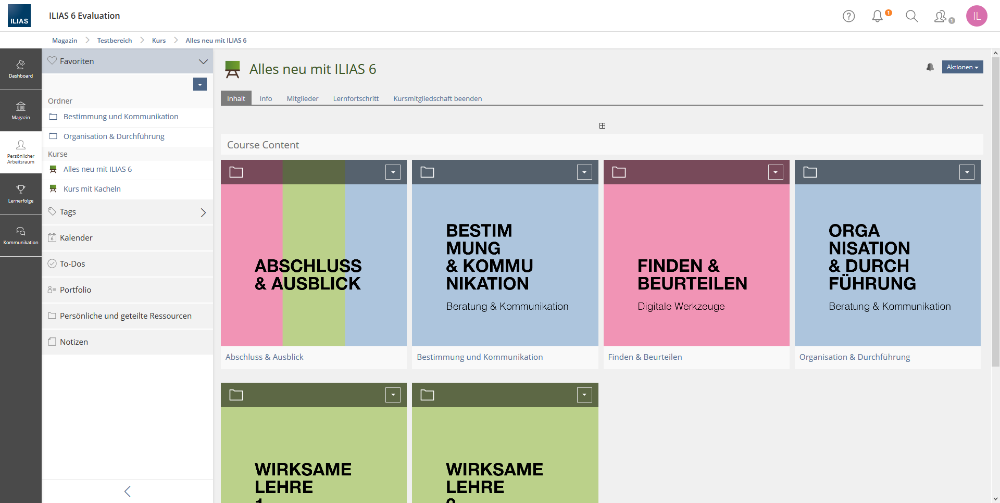 ILIAS
ILIAS 6 Evaluation
1
1
IL
Magazin
Testbereich
Kurs
Alles neu mit ILIAS 6
Dashboard
Magazin
Persönlicher
Arbeitsraum
Lernerfolge
Kommunikation
Favoriten
Ordner
Bestimmung und Kommunikation
Organisation & Durchführung
Kurse
Alles neu mit ILIAS 6
Kurs mit Kacheln
Tags
6
Kalender
To-Dos
Portfolio
Persönliche und geteilte Ressourcen
Notizen
Alles neu mit ILIAS 6
Aktionen
Inhalt
Info
Mitglieder
Lernfortschritt
Kursmitgliedschaft beenden
Course Content
ABSCHLUSS
& AUSBLICK
Abschluss & Ausblick
BESTIM
MUNG
& KOMMU
NIKATION
Beratung & Kommunikation
Bestimmung und Kommunikation
FINDEN &
BEURTEILEN
Digitale Werkzeuge
Finden & Beurteilen
ORGA
NISATION
& DURCH
FÜHRUNG
Beratung & Kommunikation
Organisation & Durchführung
WIRKSAME
LEHRE
1
WIRKSAME
LEHRE
2